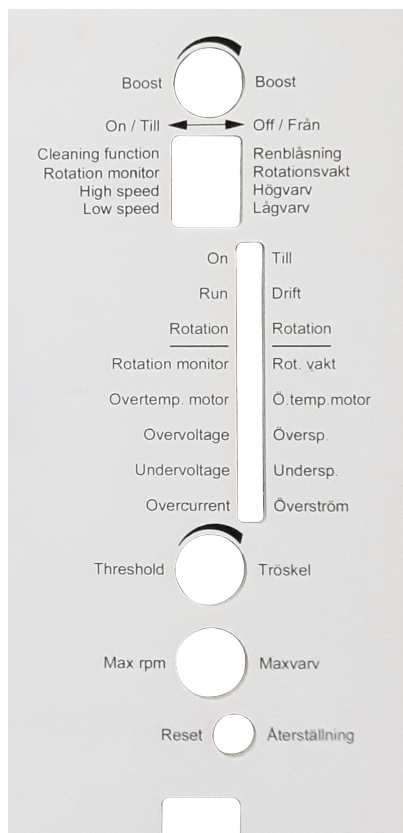 Boost Boost
On / Till Off / Från
Cleaning function Renblåsning
Rotation monitor Rotationsvakt
High speed Högvarv
Low speed Lågvarv
On Till
Run Drift
Rotation Rotation
Rotation monitor Rot. vakt
Overtemp. motor Ö.temp.motor
Overvoltage Översp.
Undervoltage Undersp.
Overcurrent Överström
Threshold Tröskel
Max rpm Maxvarv
Reset Återställning